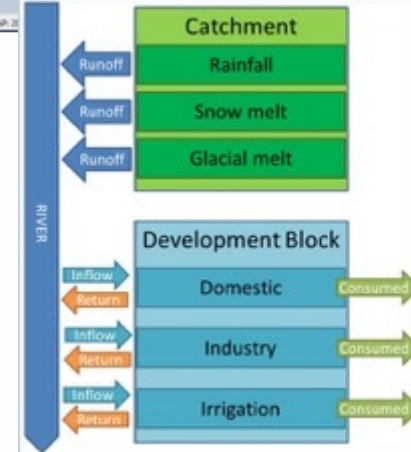 Catchment
Runoff
Rainfall
Runoff
Snow melt
Runoff
Glacial melt
RIVER
Development Block
Inflow
Return
Domestic
Consumed
Inflow
Return
Industry
Consumed
Inflow
Return
Irrigation
Consumed